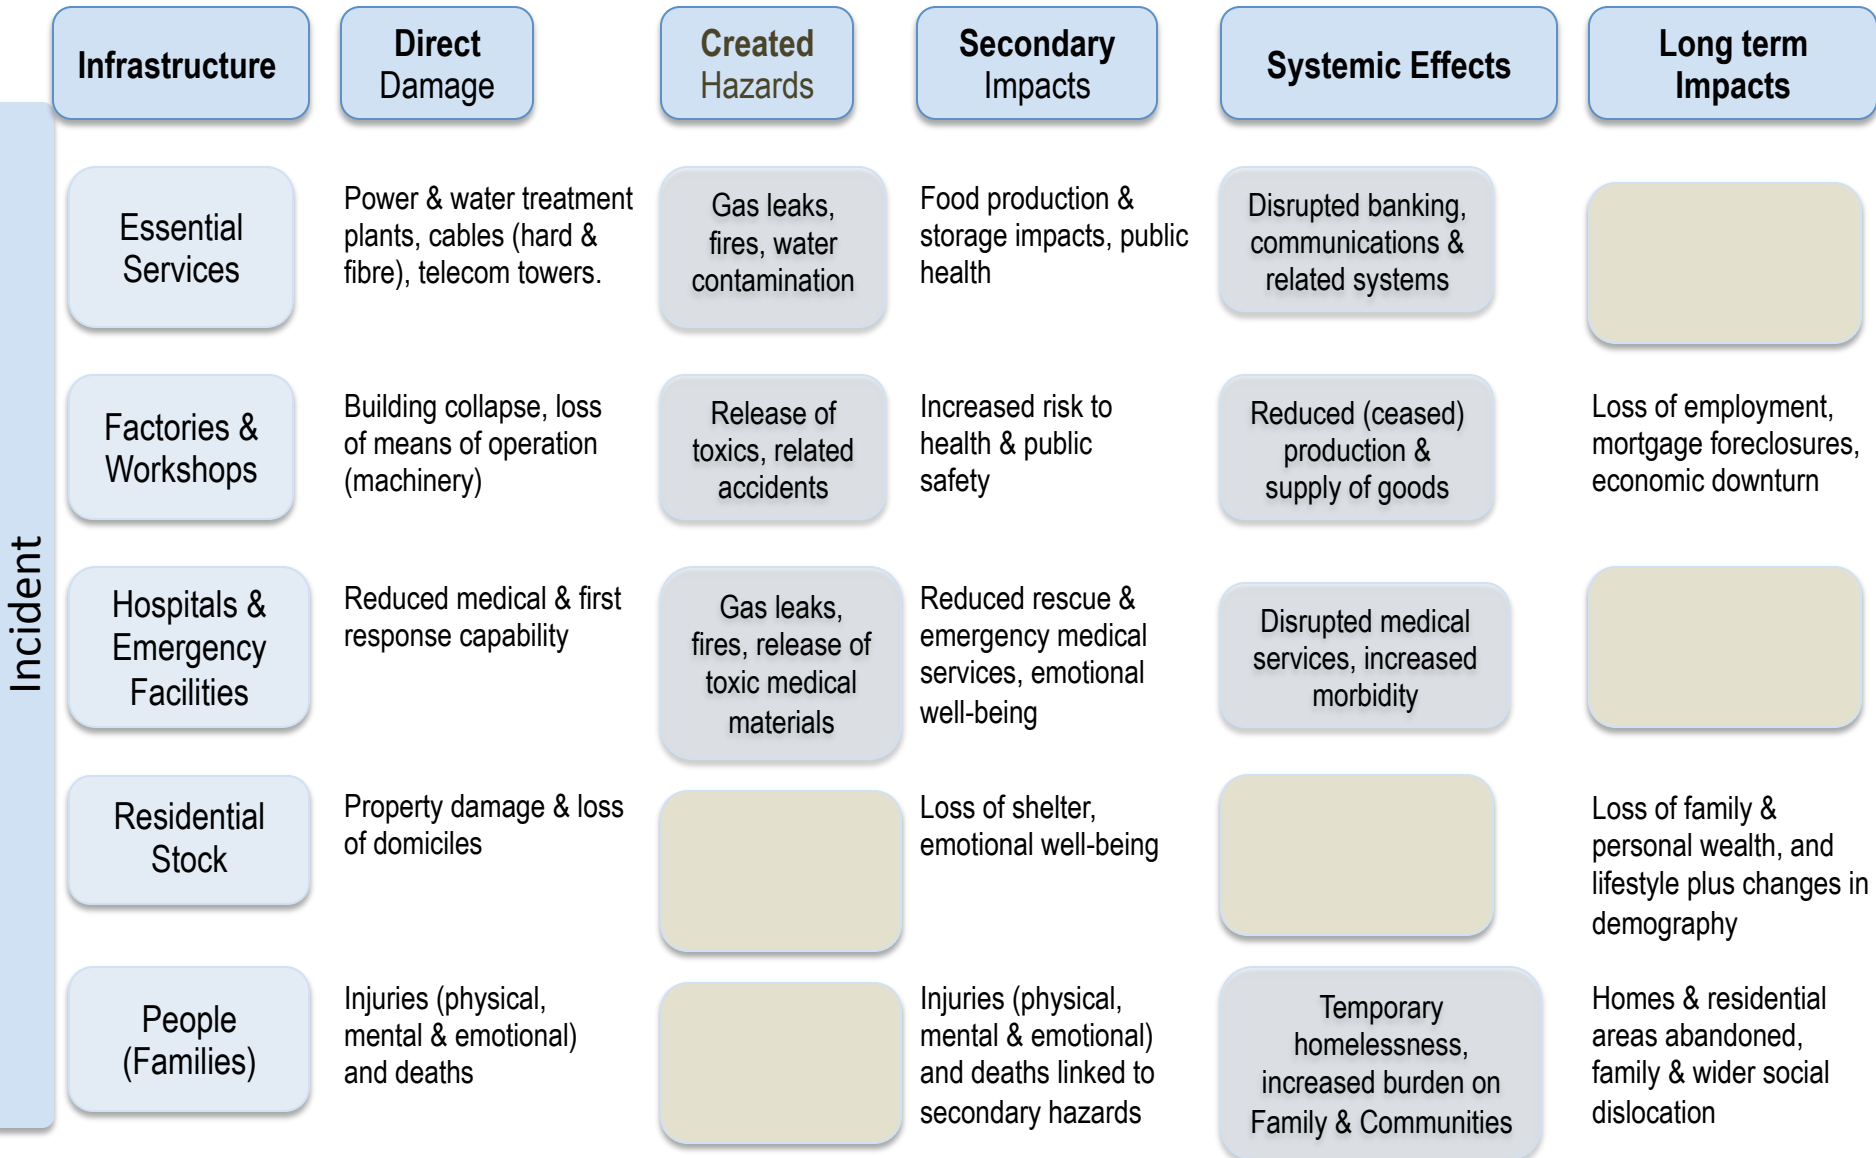 Infrastructure
Direct
Damage
Created
Hazards
Secondary
Impacts
Systemic Effects
Long term
Impacts
Incident
Essential
Services
Power & water treatment
plants, cables (hard &
fibre), telecom towers.
Gas leaks,
fires, water
contamination
Food production &
storage impacts, public
health
Disrupted banking,
communications &
related systems
Factories &
Workshops
Building collapse, loss
of means of operation
(machinery)
Release of
toxics, related
accidents
Increased risk to
health & public
safety
Reduced (ceased)
production &
supply of goods
Loss of employment,
mortgage foreclosures,
economic downturn
Hospitals &
Emergency
Facilities
Reduced medical & first
response capability
Gas leaks,
fires, release of
toxic medical
materials
Reduced rescue &
emergency medical
services, emotional
well-being
Disrupted medical
services, increased
morbidity
Residential
Stock
Property damage & loss
of domiciles
Loss of shelter,
emotional well-being
Loss of family &
personal wealth, and
lifestyle plus changes in
demography
People
(Families)
Injuries (physical,
mental & emotional)
and deaths
Injuries (physical,
mental & emotional)
and deaths linked to
secondary hazards
Temporary
homelessness,
increased burden on
Family & Communities
Homes & residential
areas abandoned,
family & wider social
dislocation